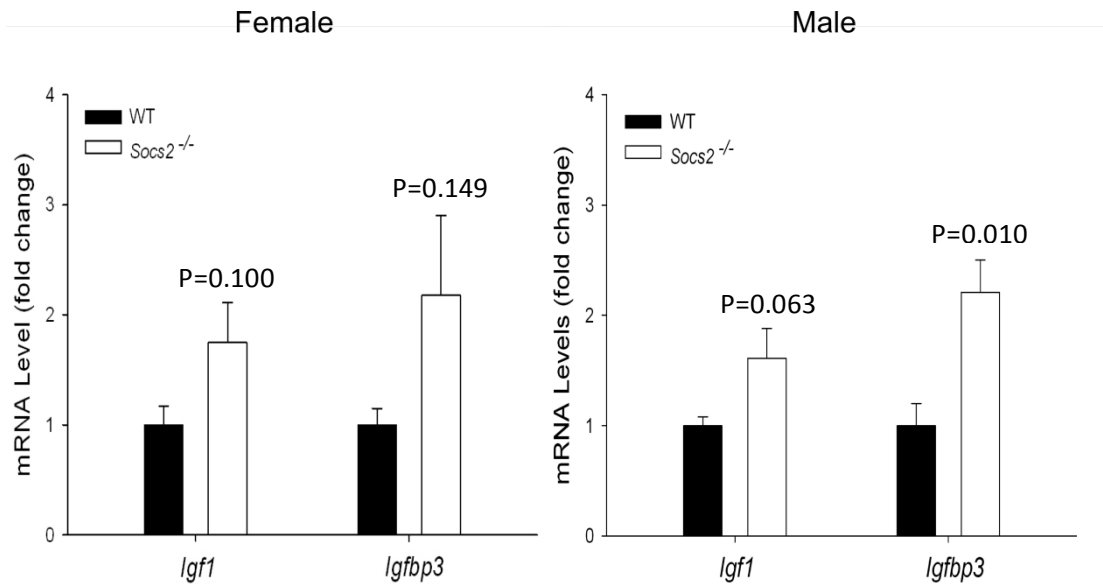 Female
mRNA Level (fold change)
4
3
2
1
0
WT
Socs2 -/-
P=0.100
P=0.149
Igf1
Igfbp3
Male
mRNA Levels (fold change)
4
3
2
1
0
WT
Socs2 -/-
P=0.063
P=0.010
Igf1
Igfbp3